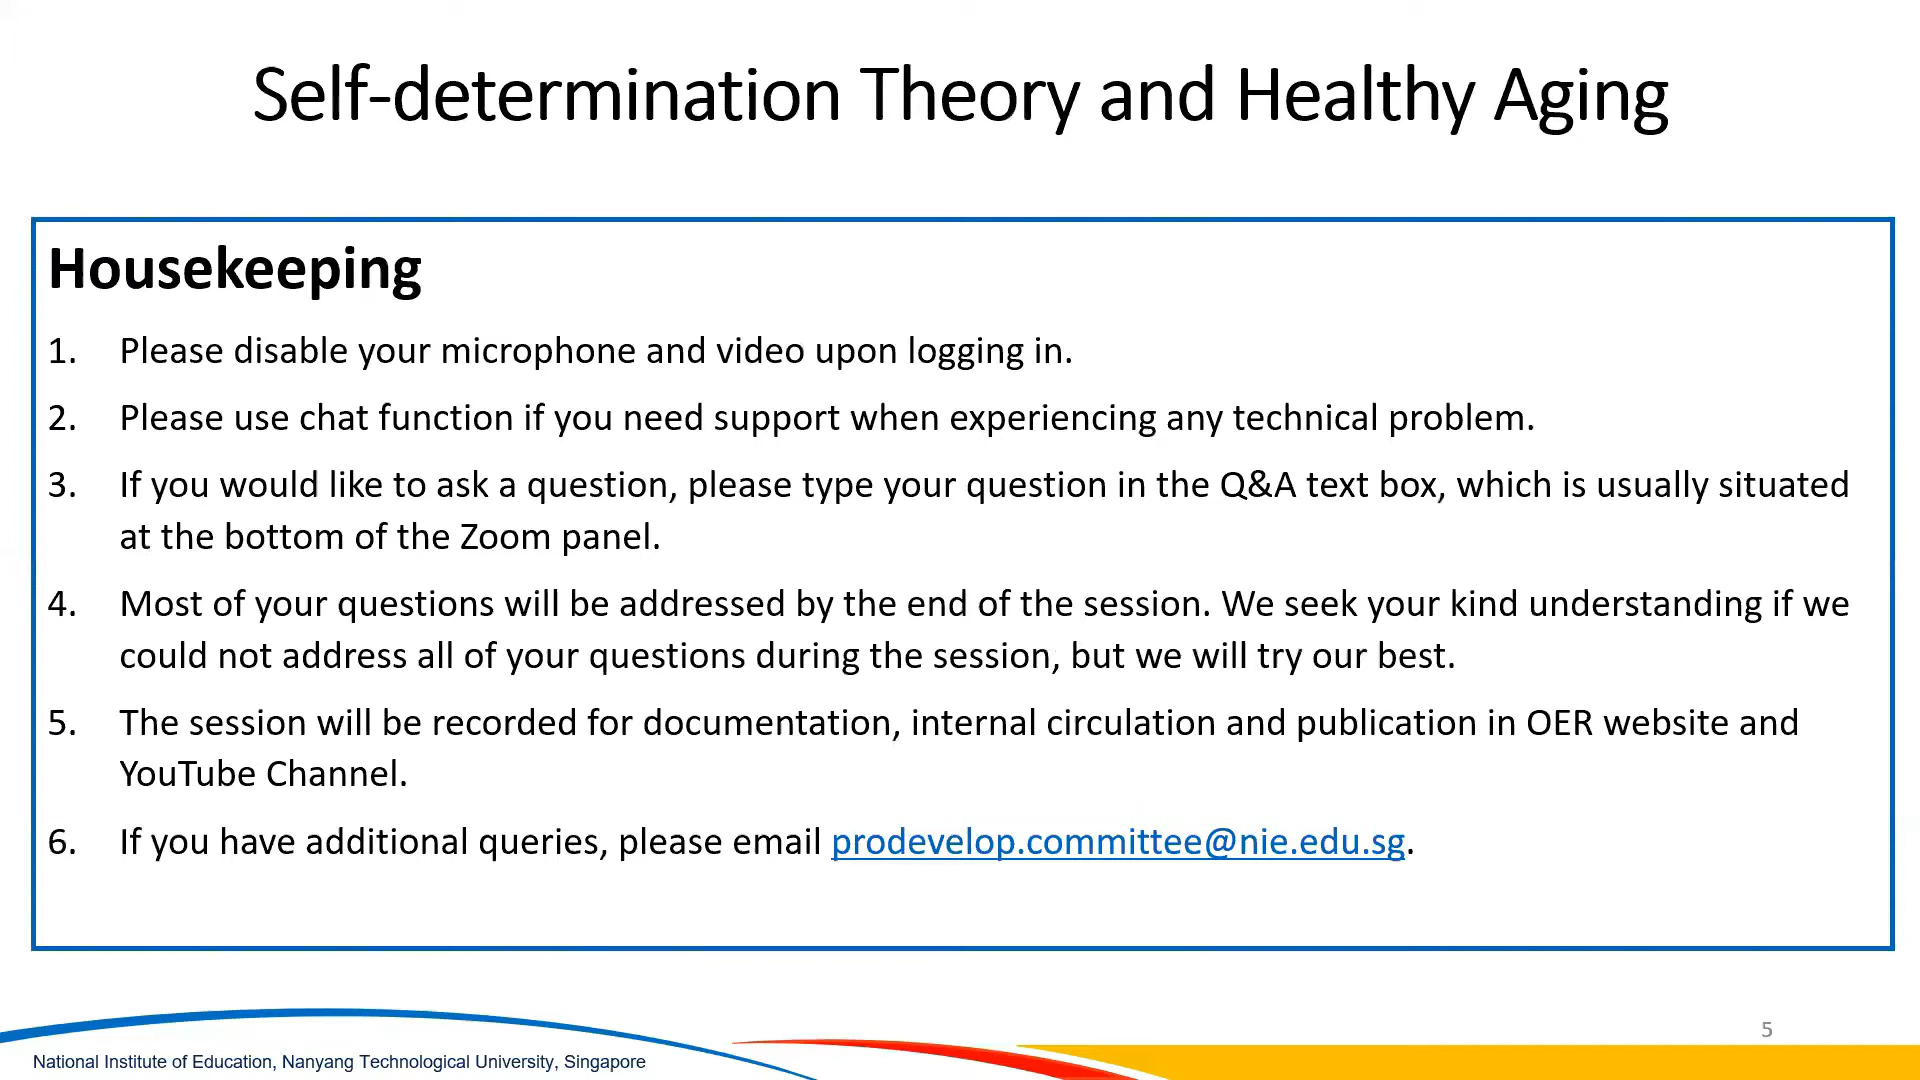 Self-determination Theory and Healthy Aging
Housekeeping
1. Please disable your microphone and video upon logging in.
2. Please use chat function if you need support when experiencing any technical problem.
3. If you would like to ask a question, please type your question in the Q&A text box, which is usually situated
at the bottom of the Zoom panel.
4. Most of your questions will be addressed by the end of the session. We seek your kind understanding if we
could not address all of your questions during the session, but we will try our best.
5. The session will be recorded for documentation, internal circulation and publication in OER website and
YouTube Channel.
6. If you have additional queries, please email prodevelop.committee@nie.edu.sg.
5
National Institute of Education, Nanyang Technological University, Singapore